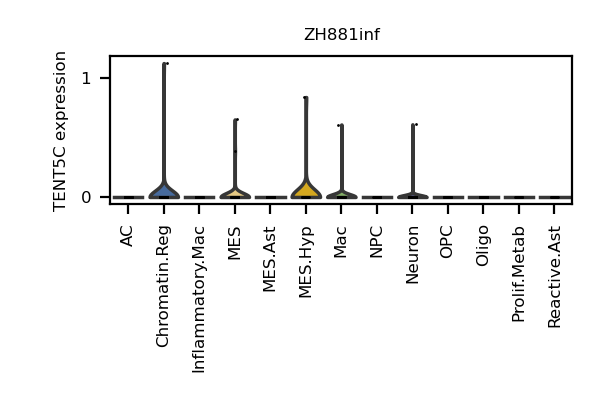 ZH881inf
TENT5C expression
1
0
AC
Chromatin.Reg
Inflammatory.Mac
MES
MES.Ast
MES.Hyp
Mac
NPC
Neuron
OPC
Oligo
Prolif.Metab
Reactive.Ast